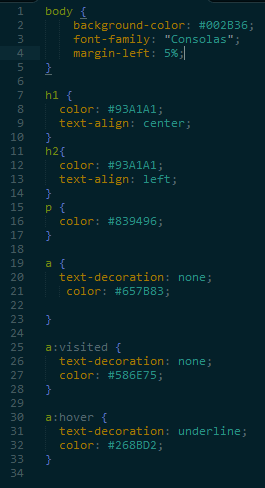 1 body {
2     background-color: #002B36;
3     font-family: "Consolas";
4     margin-left: 5%;
5 }
6
7 h1 {
8   color: #93A1A1;
9   text-align: center;
10 }
11 h2{
12   color: #93A1A1;
13   text-align: left;
14 }
15 p {
16   color: #839496;
17 }
18
19 a {
20   text-decoration: none;
21    color: #657B83;
22
23 }
24
25 a:visited {
26   text-decoration: none;
27   color: #586E75;
28 }
29
30 a:hover {
31   text-decoration: underline;
32   color: #268BD2;
33 }
34